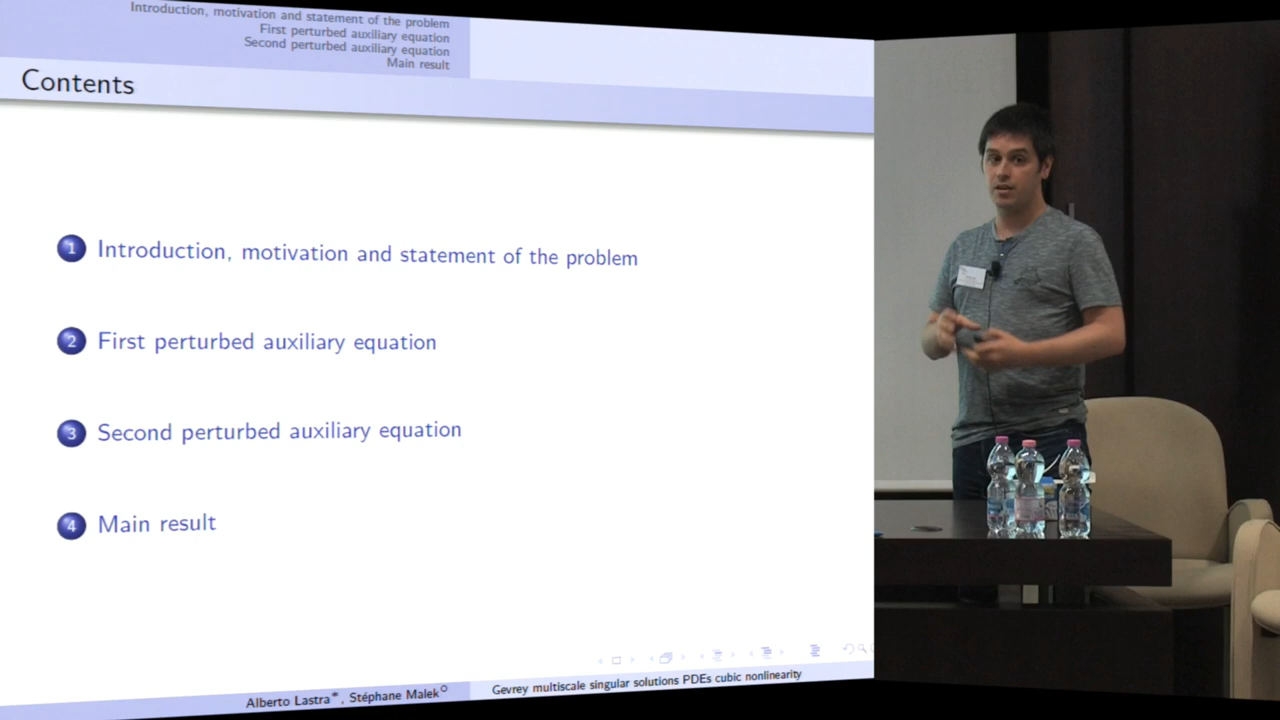 Introduction, motivation and statement of the problem
First perturbed auxiliary equation
Second perturbed auxiliary equation
Main result
Contents
1 Introduction, motivation and statement of the problem
2 First perturbed auxiliary equation
3 Second perturbed auxiliary equation
4 Main result
Alberto Lastra*, Stéphane Malek○
Gevrey multiscale singular solutions PDEs cubic nonlinearity